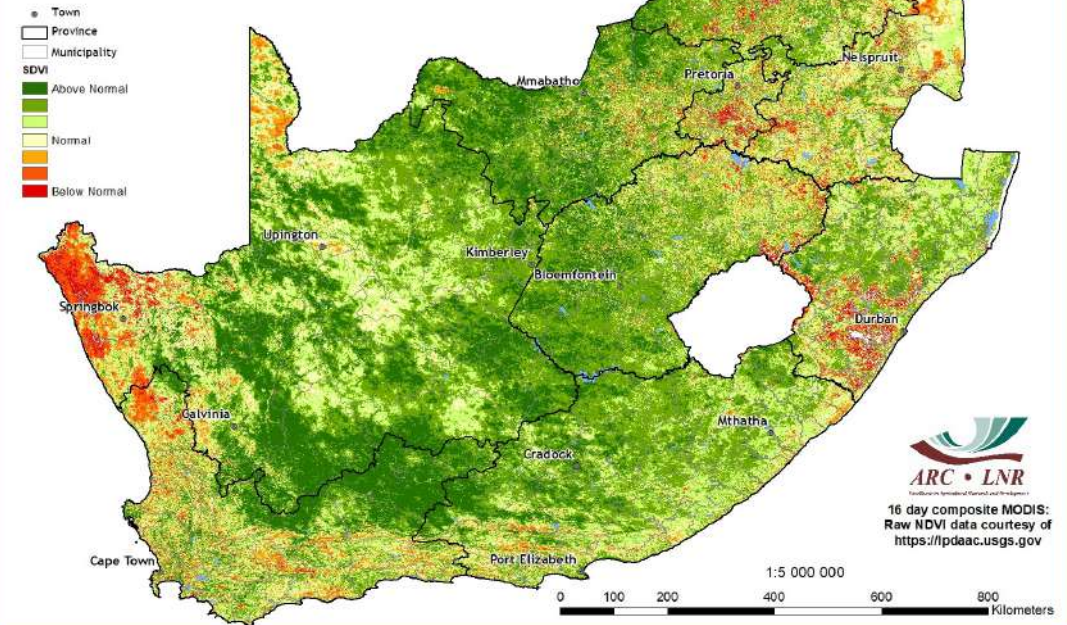 Town
Province
Municipality
SDVI
Above Normal
Normal
Below Normal
Mmabatho
Pretoria
Nelspruit
Upington
Kimberley
Bloemfontein
Springbok
Durban
Calvinia
Mthatha
Cradock
Cape Town
Port Elizabeth
ARC • LNR
16 day composite MODIS:
Raw NDVI data courtesy of
https://lpdaac.usgs.gov
1:5 000 000
0 100 200 400 600 800
Kilometers